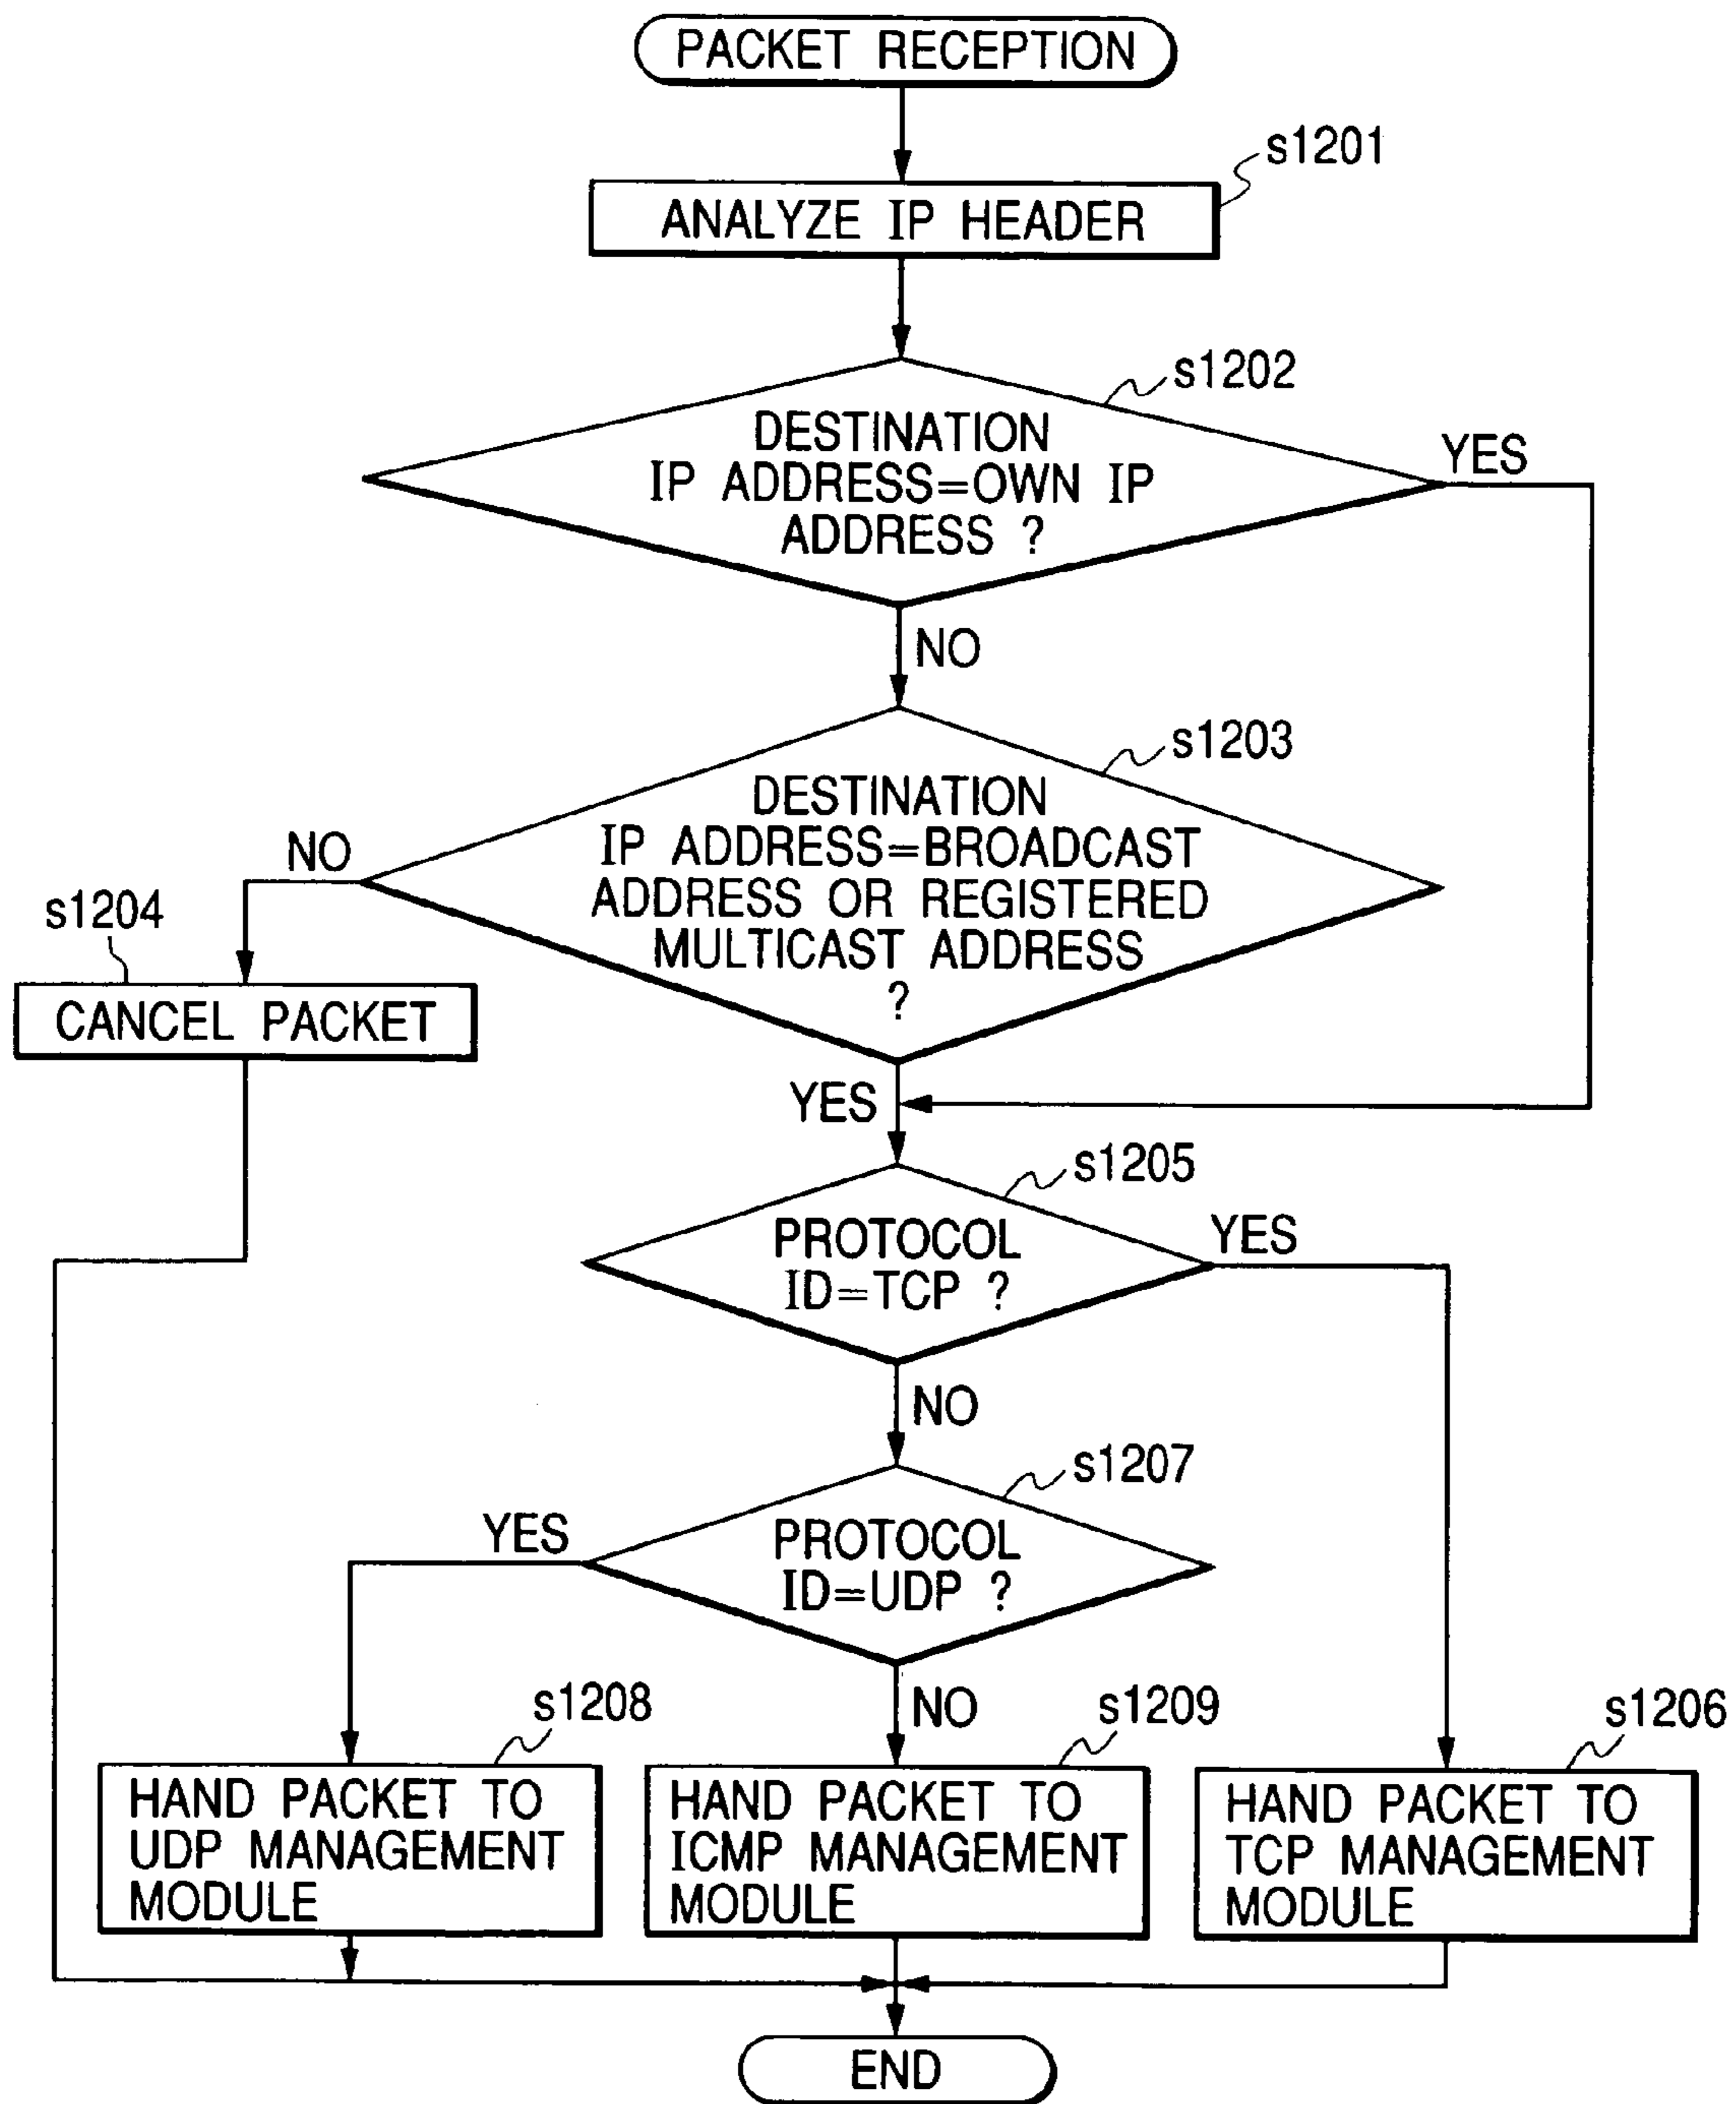 PACKET RECEPTION
s1201
ANALYZE IP HEADER
s1202
DESTINATION
IP ADDRESS=OWN IP
ADDRESS ?
YES
NO
s1203
DESTINATION
IP ADDRESS=BROADCAST
ADDRESS OR REGISTERED
MULTICAST ADDRESS
?
NO
s1204
CANCEL PACKET
YES
s1205
PROTOCOL
ID=TCP ?
YES
NO
s1207
PROTOCOL
ID=UDP ?
YES
NO
s1208
HAND PACKET TO
UDP MANAGEMENT
MODULE
s1209
HAND PACKET TO
ICMP MANAGEMENT
MODULE
s1206
HAND PACKET TO
TCP MANAGEMENT
MODULE
END